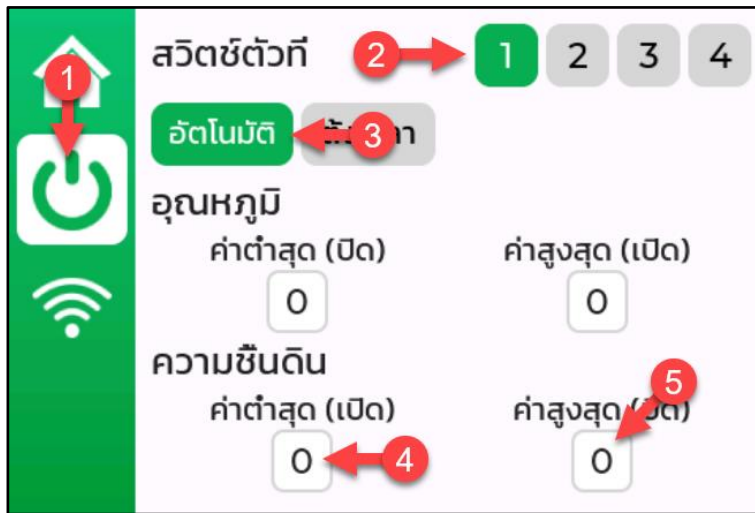 สวิตช์ตัวที่ 2 1 2 3 4
1
อัตโนมัติ 3
อุณหภูมิ
ค่าต่ำสุด (ปิด) ค่าสูงสุด (เปิด)
0 0
ความชื้นดิน
5
ค่าต่ำสุด (เปิด) ค่าสูงสุด
0 4 0